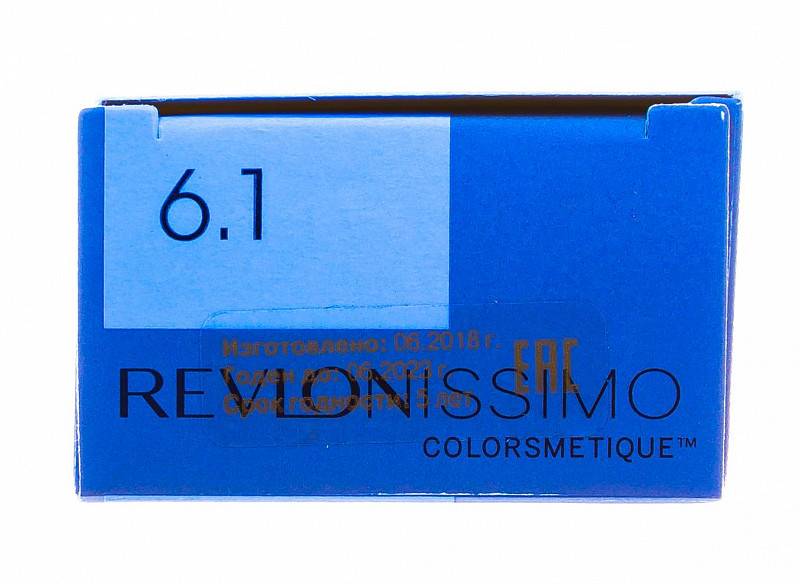 6.1
Изготовлено: 06.2018 г.
Годен до: 06.2023 г.
Срок годности: 5 лет
EAC
REVLONISSIMO
COLORSMETIQUE™